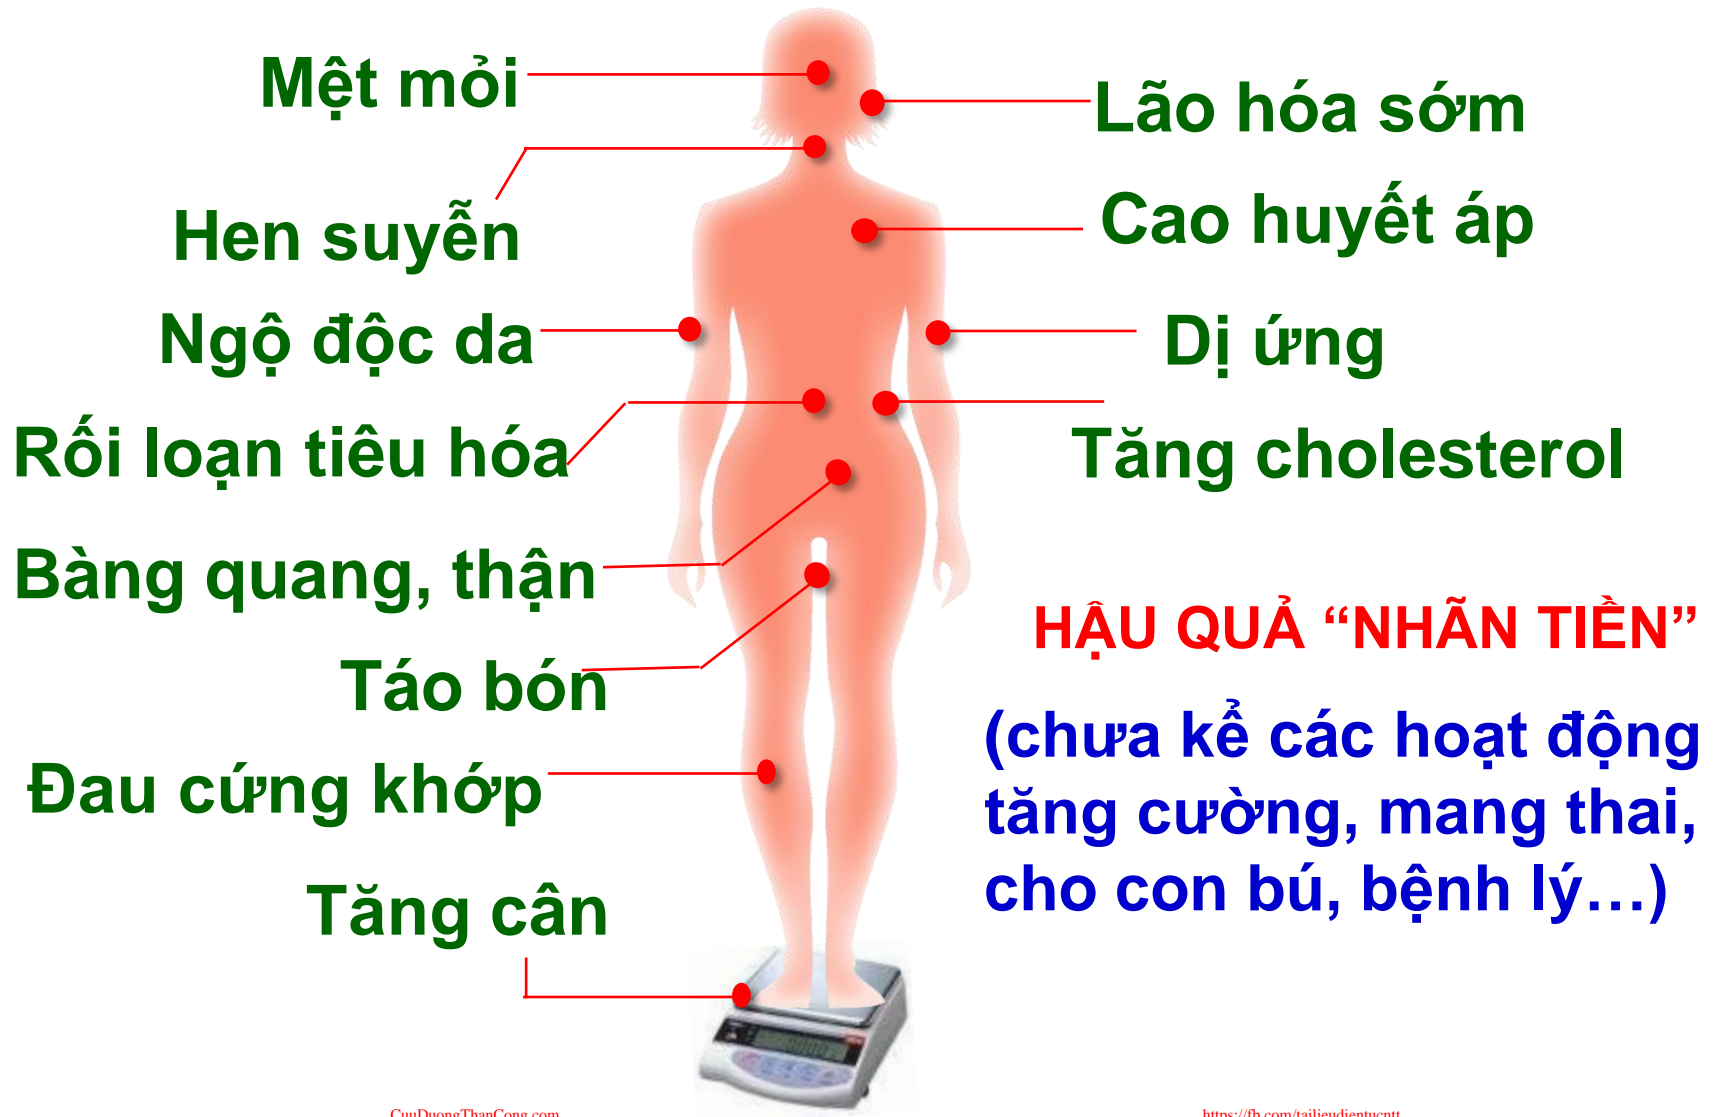 Mệt mỏi
Lão hóa sớm
Hen suyễn
Cao huyết áp
Ngộ độc da
Dị ứng
Rối loạn tiêu hóa
Tăng cholesterol
Bàng quang, thận
HẬU QUẢ “NHÃN TIỀN”
Táo bón
(chưa kể các hoạt động
tăng cường, mang thai,
cho con bú, bệnh lý…)
Đau cứng khớp
Tăng cân
CuuDuongThanCong.com
https://fb.com/tailieudientucntt